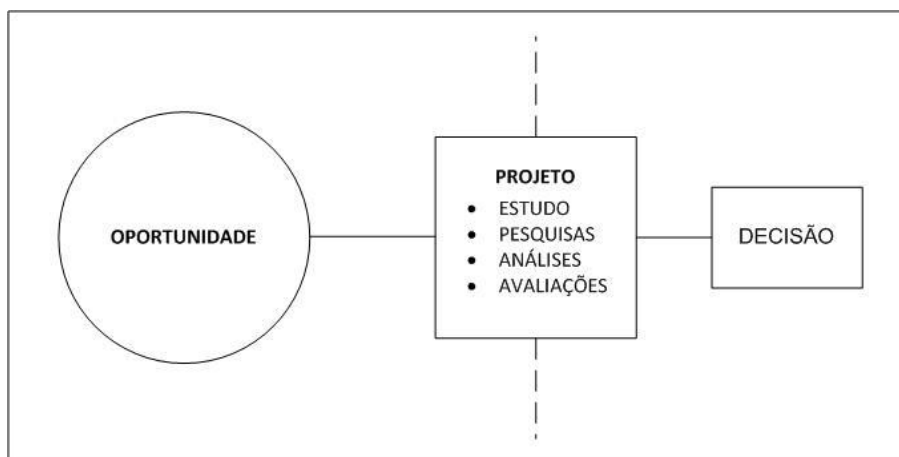 OPORTUNIDADE
PROJETO
• ESTUDO
• PESQUISAS
• ANÁLISES
• AVALIAÇÕES
DECISÃO